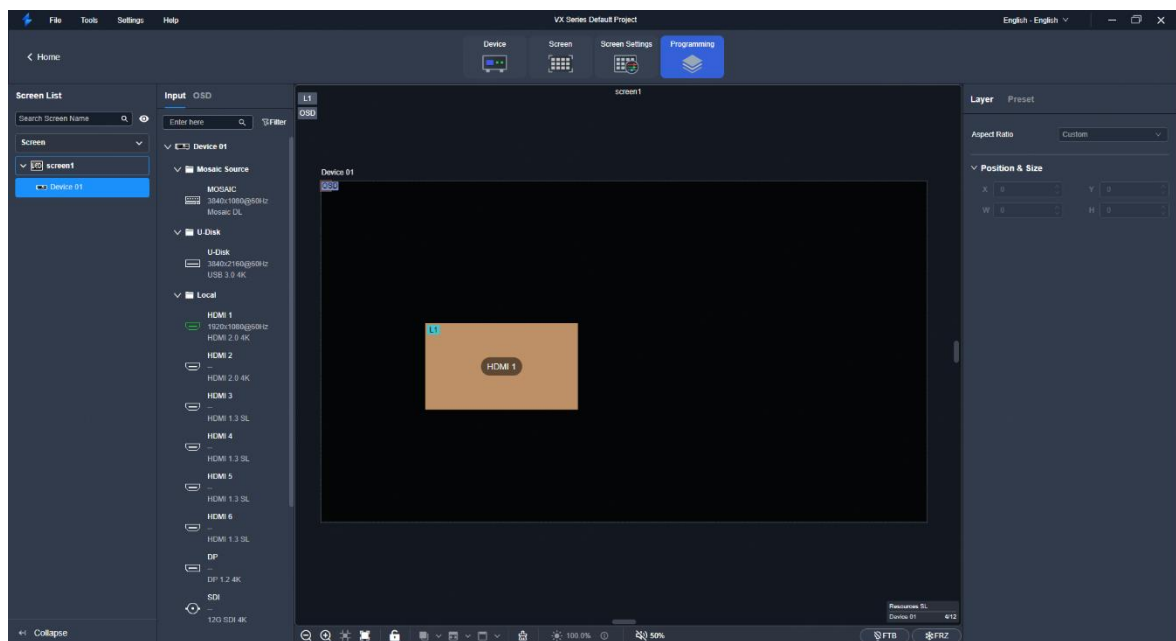 File Tools Settings Help
VX Series Default Project
English - English
Home
Device Screen Screen Settings Programming
Screen List
Search Screen Name
Screen
screen1
Device 01
Collapse
Input OSD
Enter here Filter
Device 01
Mosaic Source
MOSAIC
3840x1080@60Hz
Mosaic DL
U-Disk
U-Disk
3840x2160@60Hz
USB 3.0 4K
Local
HDMI 1
1920x1080@60Hz
HDMI 2.0 4K
HDMI 2
--
HDMI 2.0 4K
HDMI 3
--
HDMI 1.3 SL
HDMI 4
--
HDMI 1.3 SL
HDMI 5
--
HDMI 1.3 SL
HDMI 6
--
HDMI 1.3 SL
DP
--
DP 1.2 4K
SDI
--
12G SDI 4K
L1
OSD
screen1
Device 01
OSD
L1
HDMI 1
Resources SL
Device 01 4/12
100.0%
50%
FTB
FRZ
Layer Preset
Aspect Ratio Custom
Position & Size
X 0 Y 0
W 0 H 0